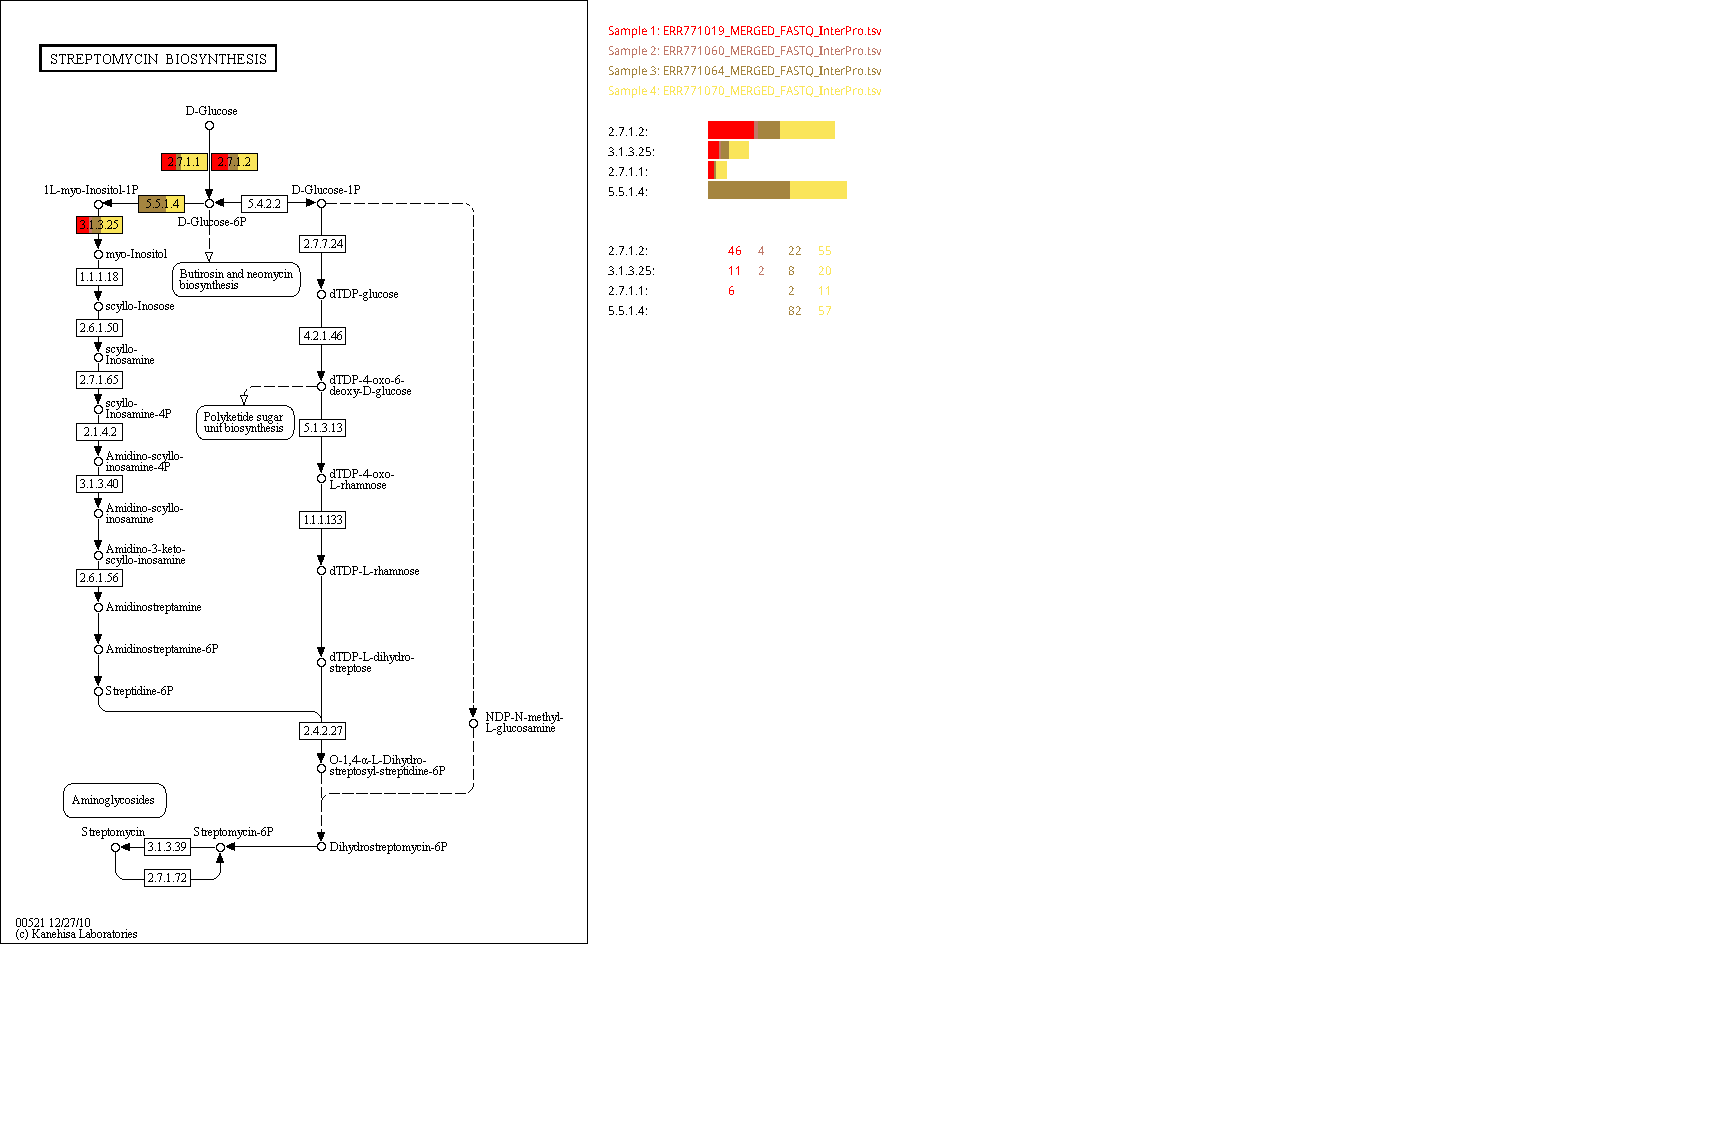 STREPTOMYCIN BIOSYNTHESIS
D-Glucose
2.7.1.1
2.7.1.2
1L-myo-Inositol-1P
D-Glucose-1P
5.5.1.4
5.4.2.2
D-Glucose-6P
3.1.3.25
2.7.7.24
myo-Inositol
Butirosin and neomycin
biosynthesis
1.1.1.18
dTDP-glucose
scyllo-Inosose
2.6.1.50
4.2.1.46
scyllo-
Inosamine
2.7.1.65
dTDP-4-oxo-6-
deoxy-D-glucose
scyllo-
Inosamine-4P
Polyketide sugar
unit biosynthesis
2.1.4.2
5.1.3.13
Amidino-scyllo-
inosamine-4P
3.1.3.40
dTDP-4-oxo-
L-rhamnose
Amidino-scyllo-
inosamine
1.1.1.133
Amidino-3-keto-
scyllo-inosamine
2.6.1.56
dTDP-L-rhamnose
Amidinostreptamine
Amidinostreptamine-6P
dTDP-L-dihydro-
streptose
Streptidine-6P
2.4.2.27
NDP-N-methyl-
L-glucosamine
O-1,4-α-L-Dihydro-
streptosyl-streptidine-6P
Aminoglycosides
Streptomycin
Streptomycin-6P
3.1.3.39
Dihydrostreptomycin-6P
2.7.1.72
00521 12/27/10
(c) Kanehisa Laboratories
Sample 1: ERR771019_MERGED_FASTQ_InterPro.tsv
Sample 2: ERR771060_MERGED_FASTQ_InterPro.tsv
Sample 3: ERR771064_MERGED_FASTQ_InterPro.tsv
Sample 4: ERR771070_MERGED_FASTQ_InterPro.tsv
2.7.1.2:
3.1.3.25:
2.7.1.1:
5.5.1.4:
2.7.1.2: 46 4 22 55
3.1.3.25: 11 2 8 20
2.7.1.1: 6 2 11
5.5.1.4: 82 57